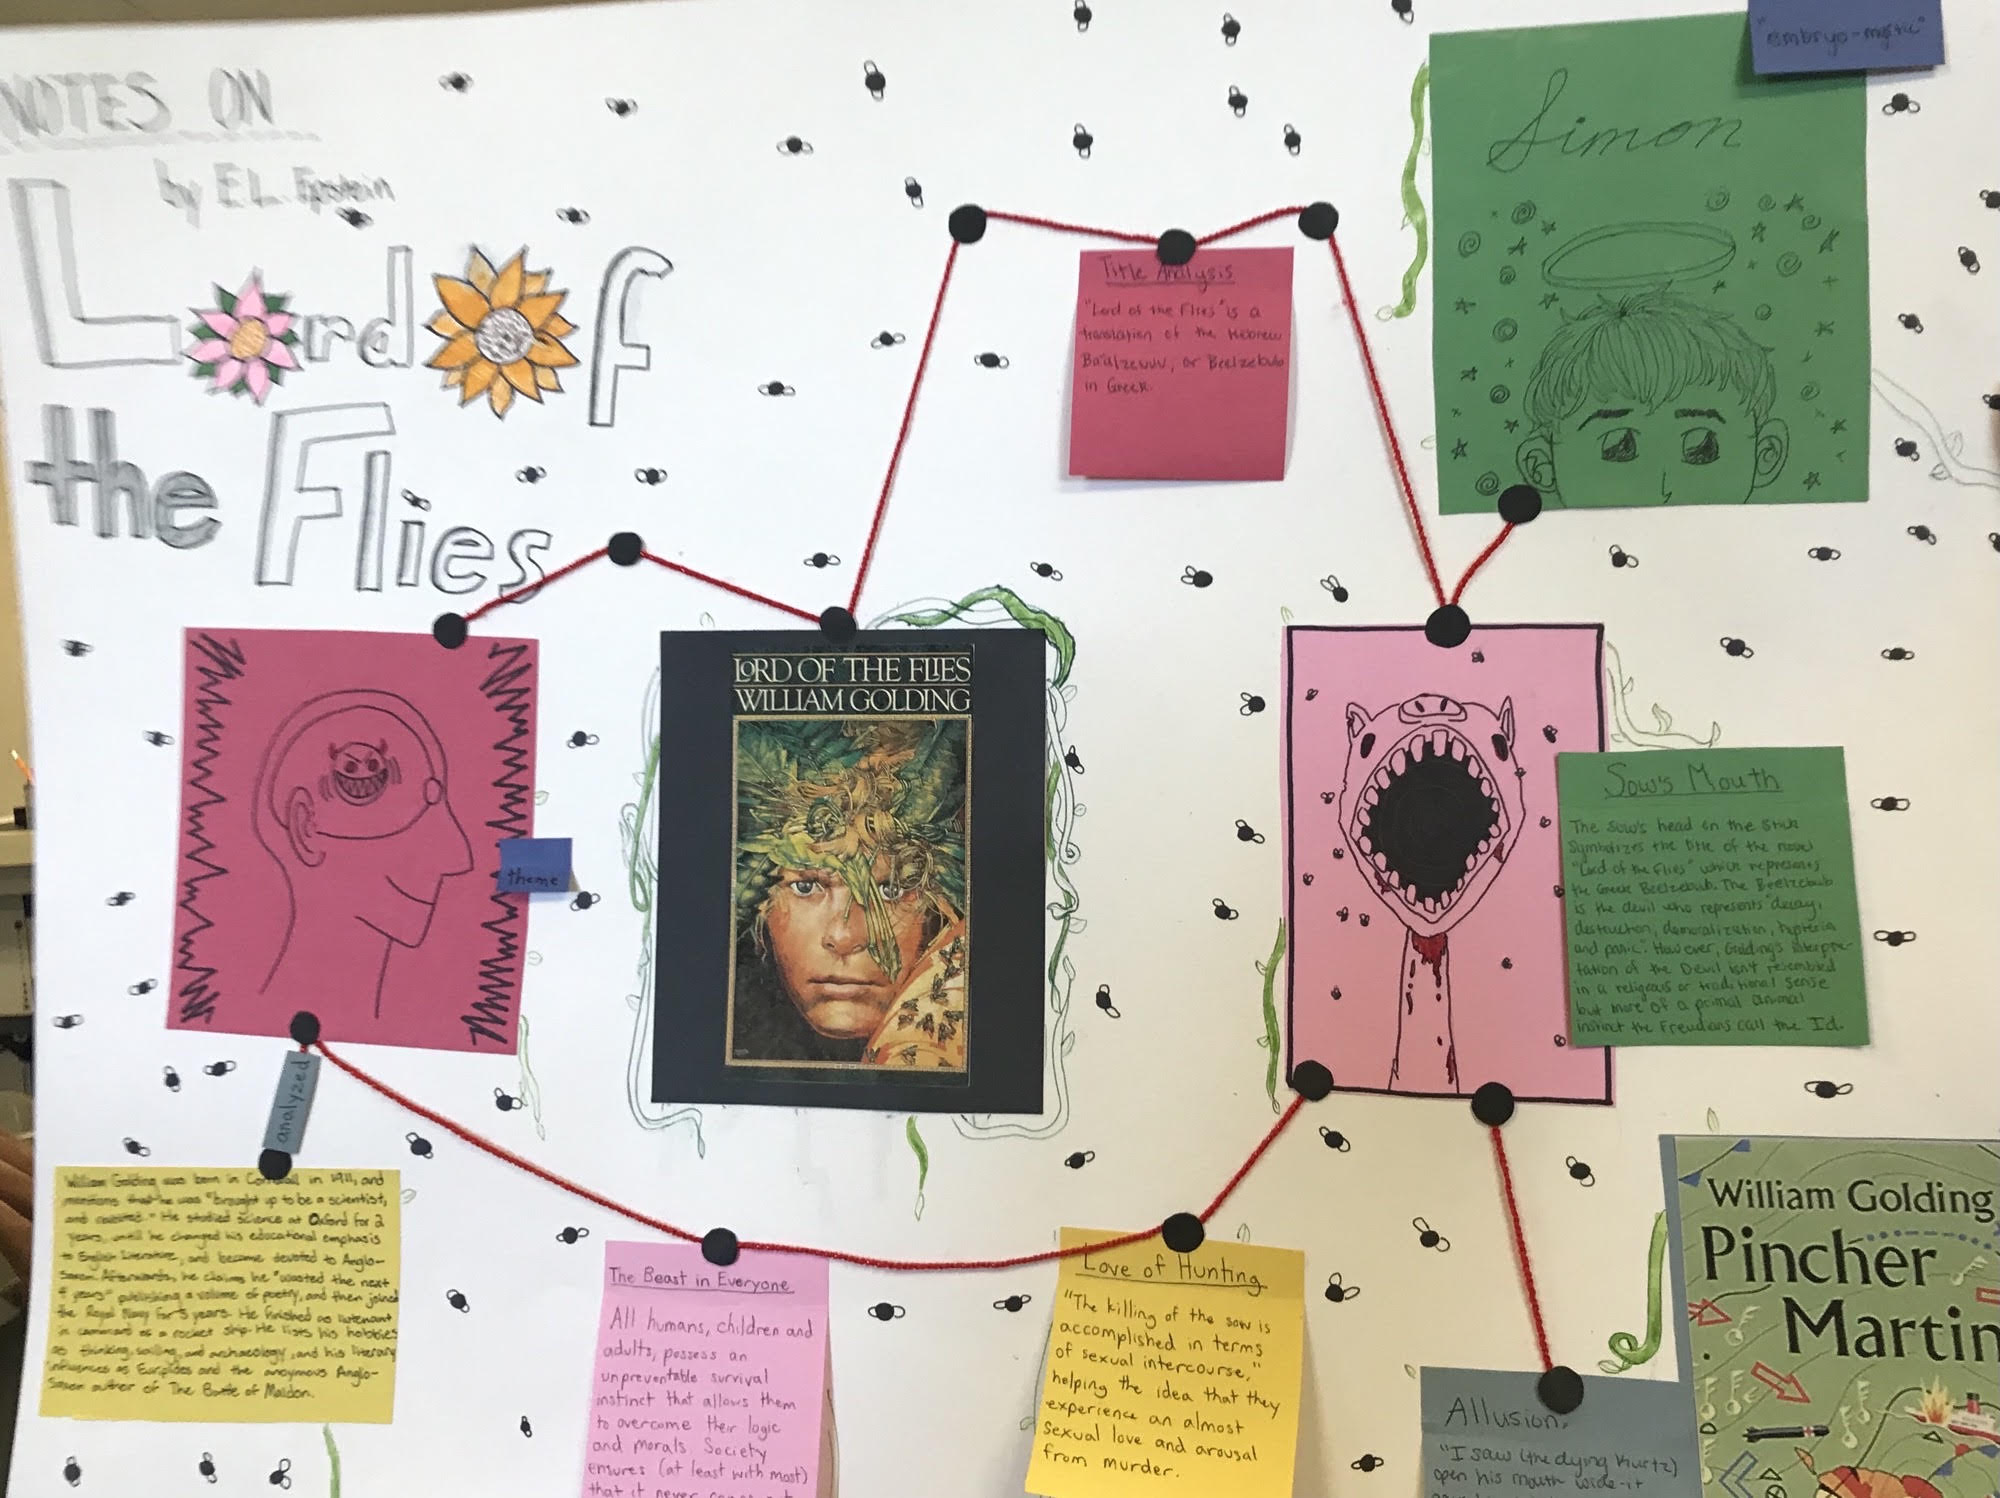 NOTES ON
by E.L. Epstein
Lord of
the Flies
"embryo-mystic"
Simon
Title Analysis
"Lord of the Flies" is a
translation of the Hebrew
Ba'alzevuv, or Beelzebub
in Greek.
LORD OF THE FLIES
WILLIAM GOLDING
theme
analyzed
Sow's Mouth
The sow's head on the stick
symbolizes the title of the novel
"Lord of the Flies" which represents
the Greek Beelzebub. The Beelzebub
is the devil who represents "decay,
destruction, demoralization, hysteria
and panic". However, Golding's interpre-
tation of the Devil isn't resembled
in a religious or traditional sense
but more of a primal animal
instinct the Freudians call the Id.
William Golding was born in Cornwall in 1911, and
mentions that he was "brought up to be a scientist,
and revolted." He studied science at Oxford for 2
years, until he changed his educational emphasis
to English Literature, and became devoted to Anglo-
saxon. Afterwards, he claims he "wasted the next
4 years" publishing a volume of poetry, and then joined
the Royal Navy for 5 years. He finished as lieutenant
in command of a rocket ship. He lists his hobbies
as thinking, sailing, and archaeology, and his literary
influences as Euripides and the anoymous Anglo-
Saxon author of The Battle of Maldon.
The Beast in Everyone
All humans, children and
adults, possess an
unpreventable survival
instinct that allows them
to overcome their logic
and morals. Society
ensures (at least with most)
that it never comes out
Love of Hunting
"The killing of the sow is
accomplished in terms
of sexual intercourse,"
helping the idea that they
experience an almost
sexual love and arousal
from murder.
Allusion,
"I saw (the dying Kurtz)
open his mouth wide-it
William Golding
Pincher
Martin